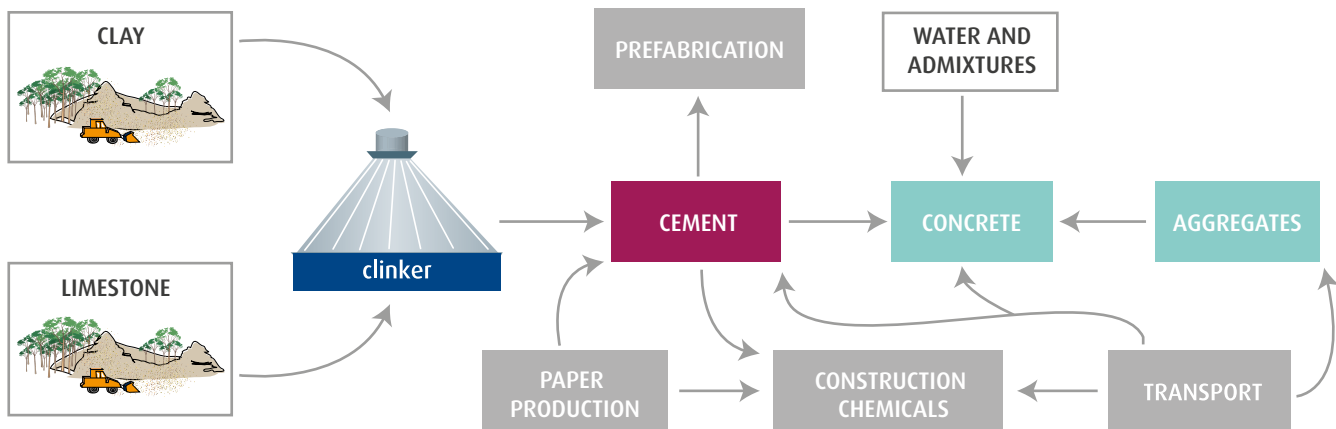 CLAY
PREFABRICATION
WATER AND
ADMIXTURES
CEMENT
CONCRETE
AGGREGATES
clinker
LIMESTONE
PAPER
PRODUCTION
CONSTRUCTION
CHEMICALS
TRANSPORT